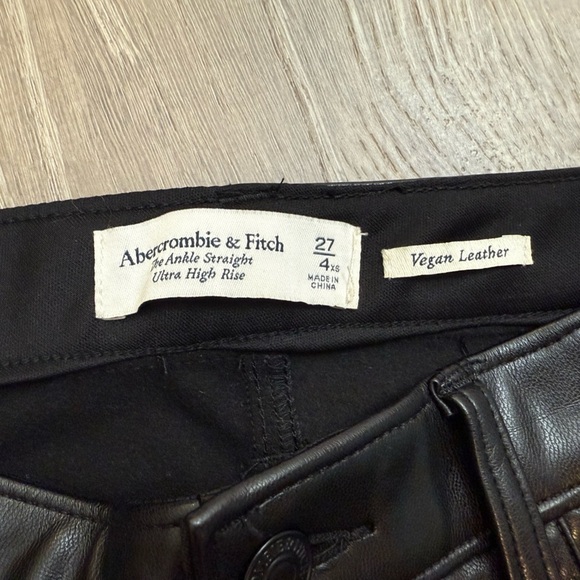 Abercrombie & Fitch
The Ankle Straight
Ultra High Rise
27
4XS
MADE IN
CHINA
Vegan Leather